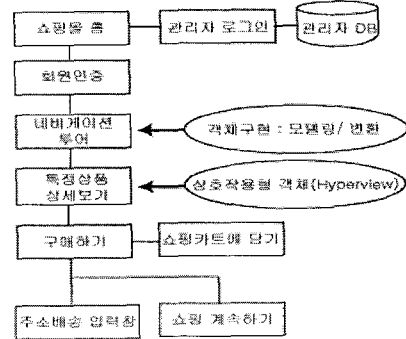 쇼핑몰 홈
관리자 로그인
관리자 DB
회원인증
네비게이션
투어
객체구현 : 모델링/ 변환
특정상품
상세보기
상호작용형 객체(Hyperview)
구매하기
쇼핑카트에 담기
주소배송 입력창
쇼핑 계속하기